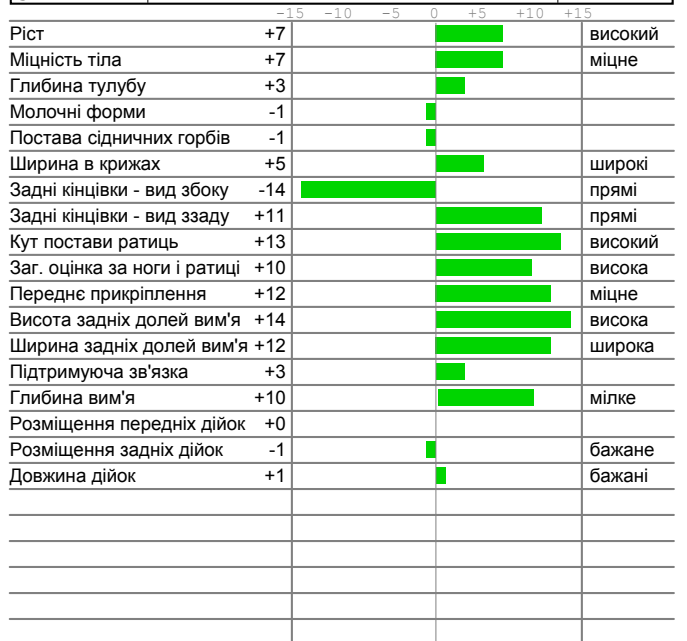 -15 -10 -5 0 +5 +10 +15
Ріст +7 високий
Міцність тіла +7 міцне
Глибина тулубу +3
Молочні форми -1
Постава сідничних горбів -1
Ширина в крижах +5 широкі
Задні кінцівки - вид збоку -14 прямі
Задні кінцівки - вид ззаду +11 прямі
Кут постави ратиць +13 високий
Заг. оцінка за ноги і ратиці +10 висока
Переднє прикріплення +12 міцне
Висота задніх долей вим'я +14 висока
Ширина задніх долей вим'я +12 широка
Підтримуюча зв'язка +3
Глибина вим'я +10 мілке
Розміщення передніх дійок +0
Розміщення задніх дійок -1 бажане
Довжина дійок +1 бажані